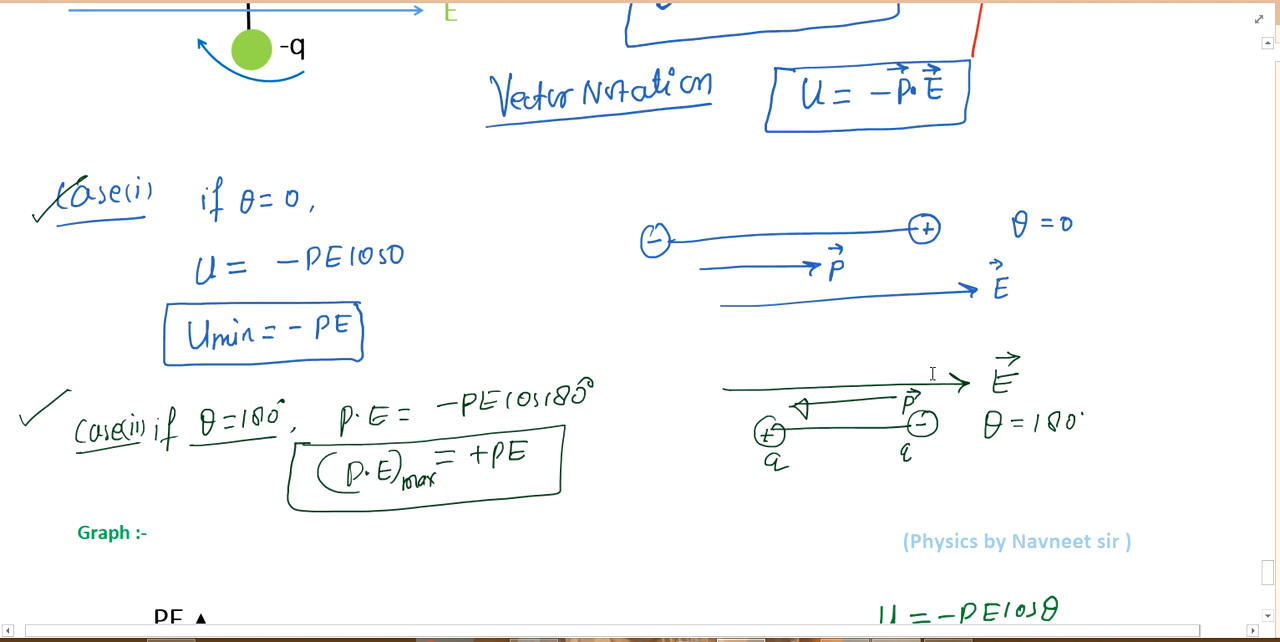 E
-q
Vector Notation U = -P⃗.E⃗
Case(i) if θ=0,
U = -PE cos0
Umin = - PE
- + θ = 0
P⃗
E⃗
E⃗
Case(ii) if θ=180°, P.E = -PE cos180°
(P.E)max = +PE
P⃗
+ - θ = 180°
q q
Graph :-
(Physics by Navneet sir )
PE
U = -PE cosθ